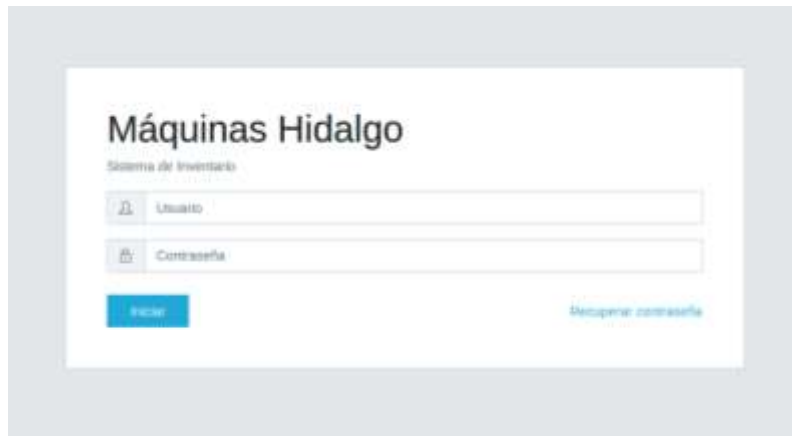 Máquinas Hidalgo
Sistema de Inventario
Usuario
Contraseña
Iniciar
Recuperar contraseña